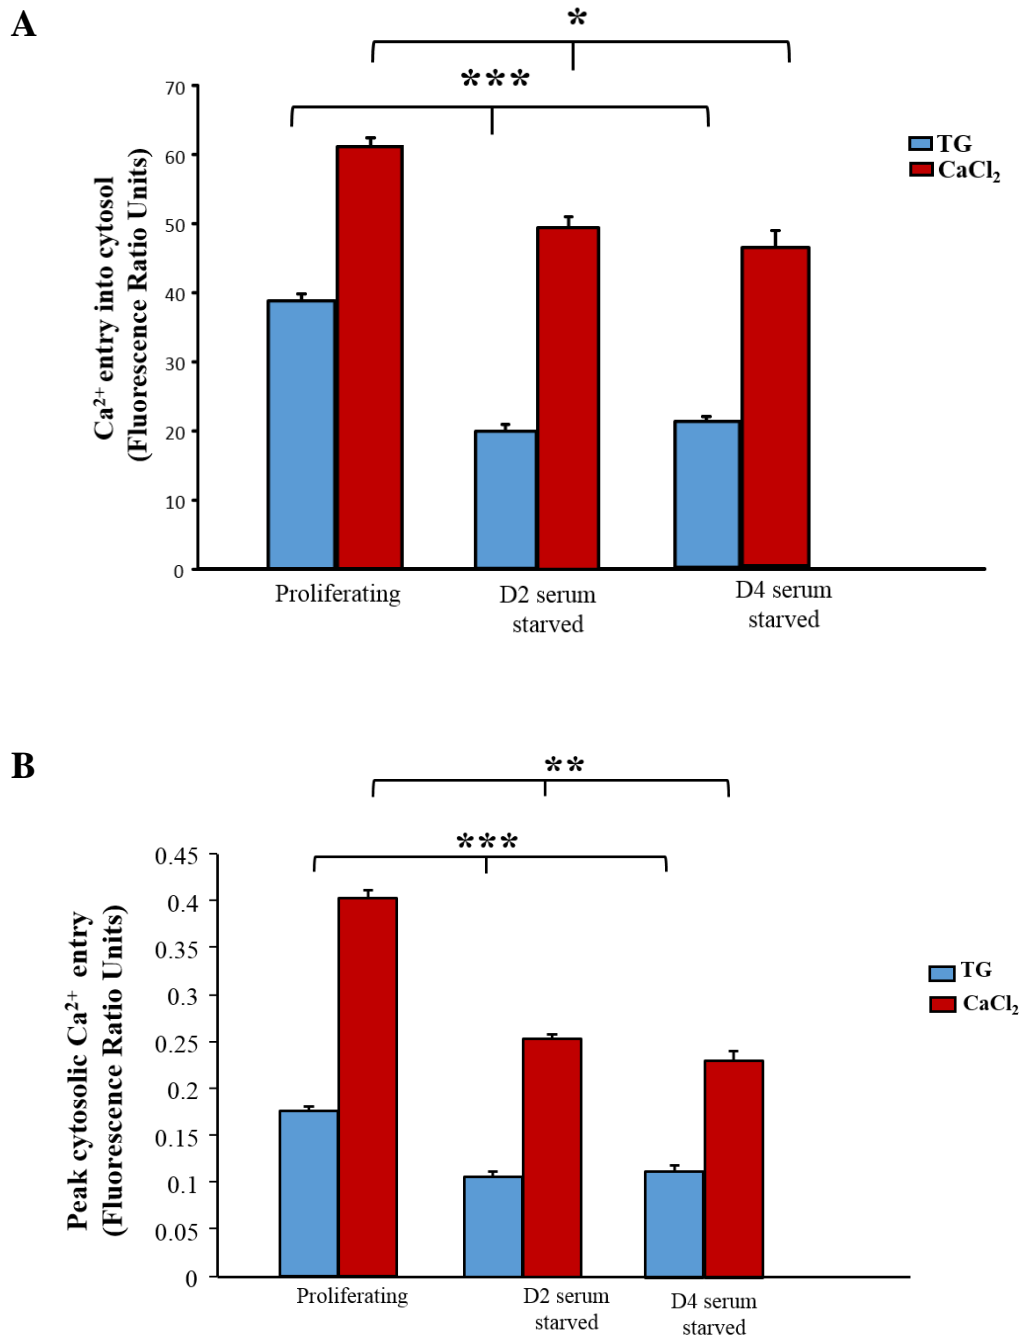 A
*
***
70
60
50
40
30
20
10
0
Ca²⁺ entry into cytosol
(Fluorescence Ratio Units)
TG
CaCl₂
Proliferating
D2 serum
starved
D4 serum
starved
B
**
***
0.45
0.4
0.35
0.3
0.25
0.2
0.15
0.1
0.05
0
Peak cytosolic Ca²⁺ entry
(Fluorescence Ratio Units)
TG
CaCl₂
Proliferating
D2 serum
starved
D4 serum
starved